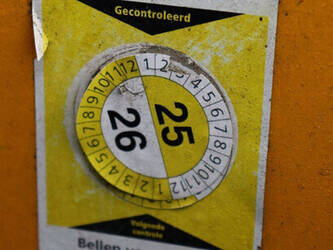 Gecontroleerd
1 2 3 4 5 6 7 8 9 10 11 12
25
26
1 2 3 4 5 6 7 8 9 10 11 12
Volgende
controle
Bellen